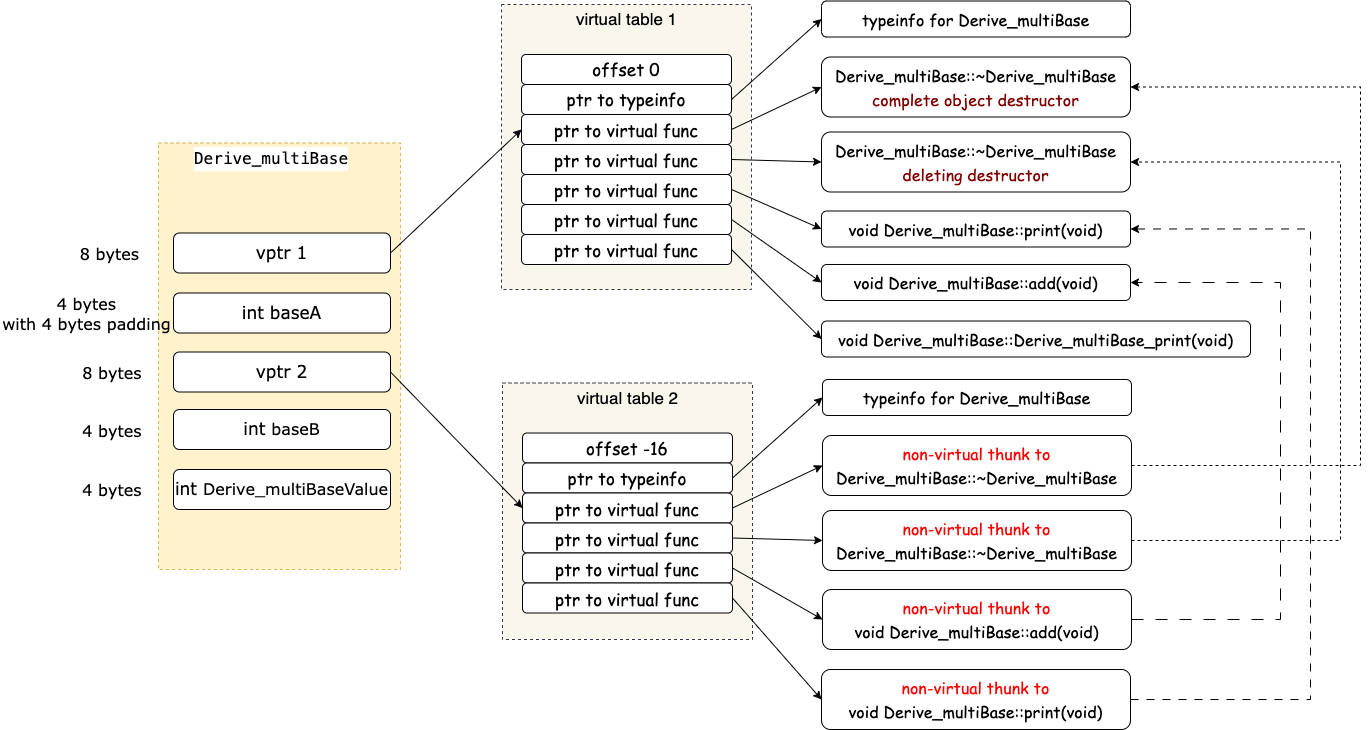 Derive_multiBase
8 bytes
vptr 1
4 bytes
with 4 bytes padding
int baseA
8 bytes
vptr 2
4 bytes
int baseB
4 bytes
int Derive_multiBaseValue
virtual table 1
offset 0
ptr to typeinfo
ptr to virtual func
ptr to virtual func
ptr to virtual func
ptr to virtual func
ptr to virtual func
typeinfo for Derive_multiBase
Derive_multiBase::~Derive_multiBase
complete object destructor
Derive_multiBase::~Derive_multiBase
deleting destructor
void Derive_multiBase::print(void)
void Derive_multiBase::add(void)
void Derive_multiBase::Derive_multiBase_print(void)
virtual table 2
offset -16
ptr to typeinfo
ptr to virtual func
ptr to virtual func
ptr to virtual func
ptr to virtual func
typeinfo for Derive_multiBase
non-virtual thunk to
Derive_multiBase::~Derive_multiBase
non-virtual thunk to
Derive_multiBase::~Derive_multiBase
non-virtual thunk to
void Derive_multiBase::add(void)
non-virtual thunk to
void Derive_multiBase::print(void)